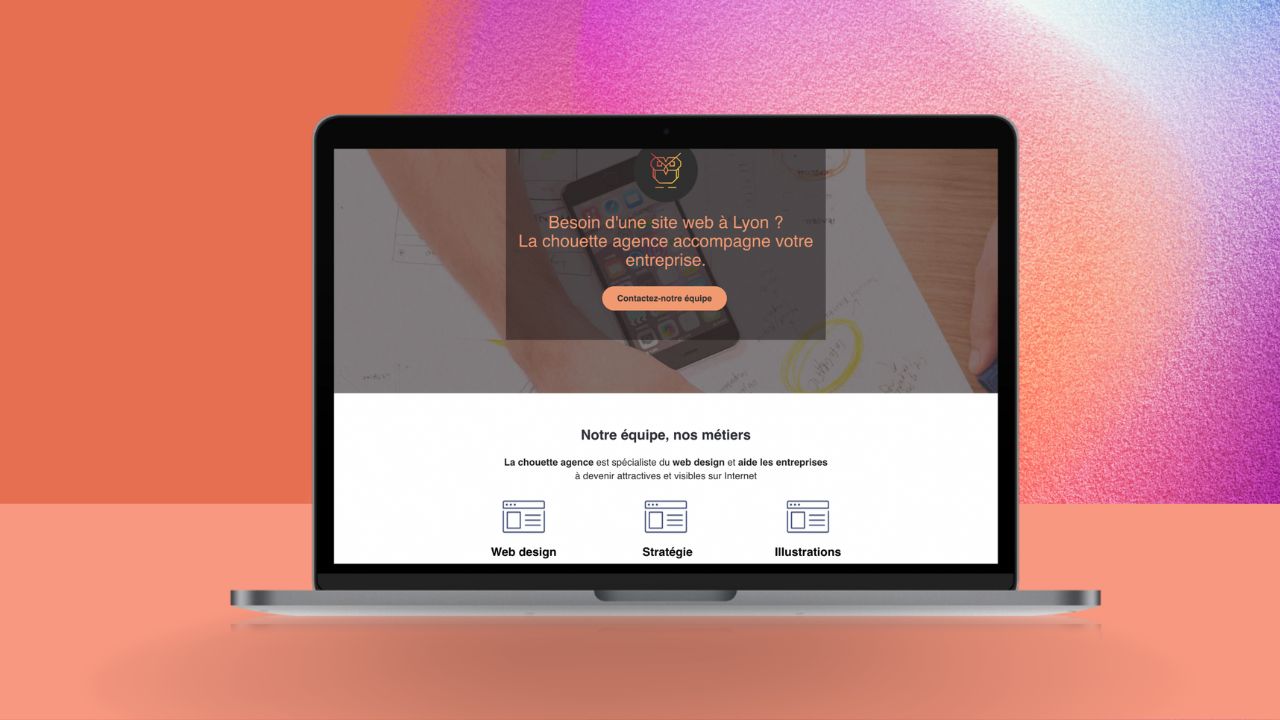 Besoin d'une site web à Lyon ?
La chouette agence accompagne votre
entreprise.
Contactez-notre équipe
Notre équipe, nos métiers
La chouette agence est spécialiste du web design et aide les entreprises
à devenir attractives et visibles sur Internet
Web design Stratégie Illustrations